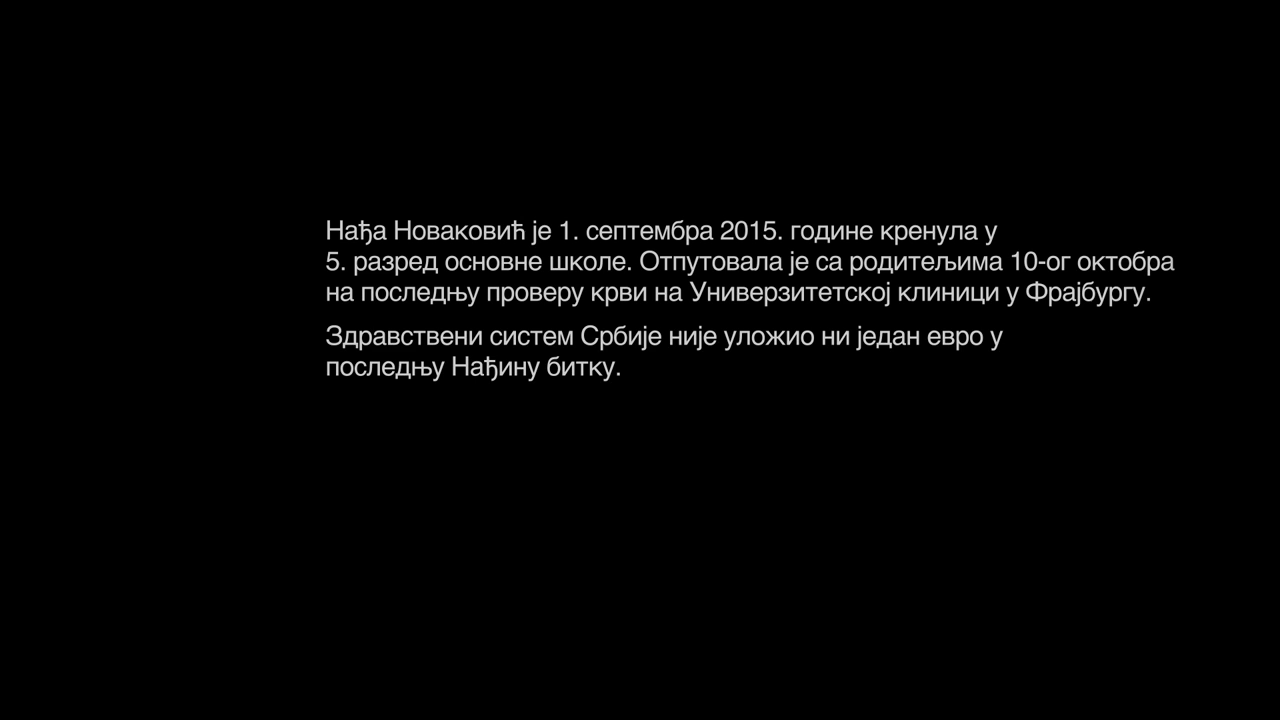 Нађа Новаковић је 1. септембра 2015. године кренула у
5. разред основне школе. Отпутовала је са родитељима 10-ог октобра
на последњу проверу крви на Универзитетској клиници у Фрајбургу.
Здравствени систем Србије није уложио ни један евро у
последњу Нађину битку.